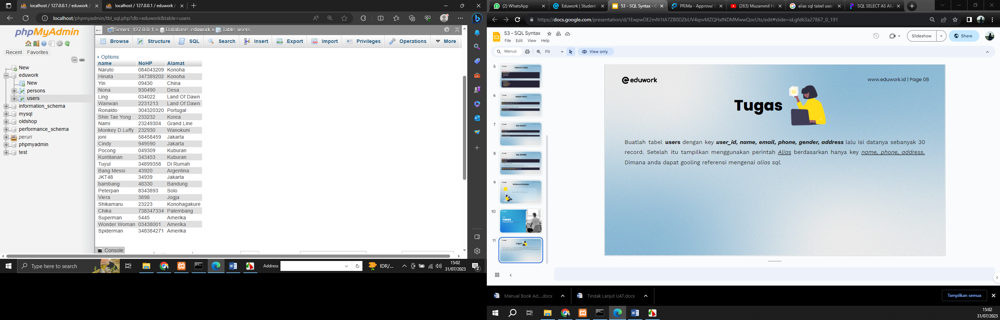 localhost / 127.0.0.1 / eduwork /
localhost / 127.0.0.1 / eduwork /
localhost/phpmyadmin/tbl_sql.php?db=eduwork&table=users
phpMyAdmin
Recent Favorites
New
eduwork
New
persons
users
information_schema
mysql
oldshop
performance_schema
peruri
phpmyadmin
test
Server: 127.0.0.1 » Database: eduwork » Table: users
Browse Structure SQL Search Insert Export Import Privileges Operations More
+ Options
name NoHP Alamat
Naruto 084043209 Konoha
Hinata 347389202 Konoha
Yin 09430 China
Nona 930490 Desa
Ling 034022 Land Of Dawn
Wanwan 2231213 Land Of Dawn
Ronaldo 304320320 Portugal
Shin Tae Yong 233232 Korea
Nami 23249304 Grand Line
Monkey D.Luffy 232930 Wanokuni
joni 58458459 Jakarta
Cindy 949590 Jakarta
Pocong 049309 Kuburan
Kuntilanan 343453 Kuburan
Tuyul 34899358 Di Rumah
Bang Messi 43920 Argentina
JKT48 34939 Jakarta
bambang 48330 Bandung
Peterpan 8343893 Solo
Viera 3898 Jogja
Shikamaru 23223 Konohagakure
Chika 738347334 Palembang
Superman 5445 Amerika
Wonder Woman 03438001 Amerika
Spiderman 348384271 Amerika
Console
Type here to search
Address
IDR/...
15:02
31/07/2023
2
(2) WhatsApp
Eduwork | Student
53 - SQL Syntax - G
PRiMa - Approval D
(263) Muzammil Ha
alias sql tabel user
SQL SELECT AS Alia
https://docs.google.com/presentation/d/1EwpwDE2mN1tA7ZB0DZbUV4qvvMZQHxlNDMMwwQocUts/edit#slide=id.gfd63a27867_0_191
53 - SQL Syntax
File Edit View Help
Slideshow
Share
Menus
Fit
View only
5
CREATE TABLE
6
INSERT INTO
7
SQL SELECT
8
SQL WHERE
9
Referensi Belajar
10
TUGAS
11
Tugas
eduwork
www.eduwork.id | Page 08
Tugas
Buatlah tabel users dengan key user_id, name, email, phone, gender, address lalu isi datanya sebanyak 30
record. Setelah itu tampilkan menggunakan perintah Alias berdasarkan hanya key name, phone, address.
Dimana anda dapat gooling referensi mengenai alias sql.
Manual Book Ad....docx
Tindak Lanjut UAT.docx
Tampilkan semua
15:02
31/07/2023